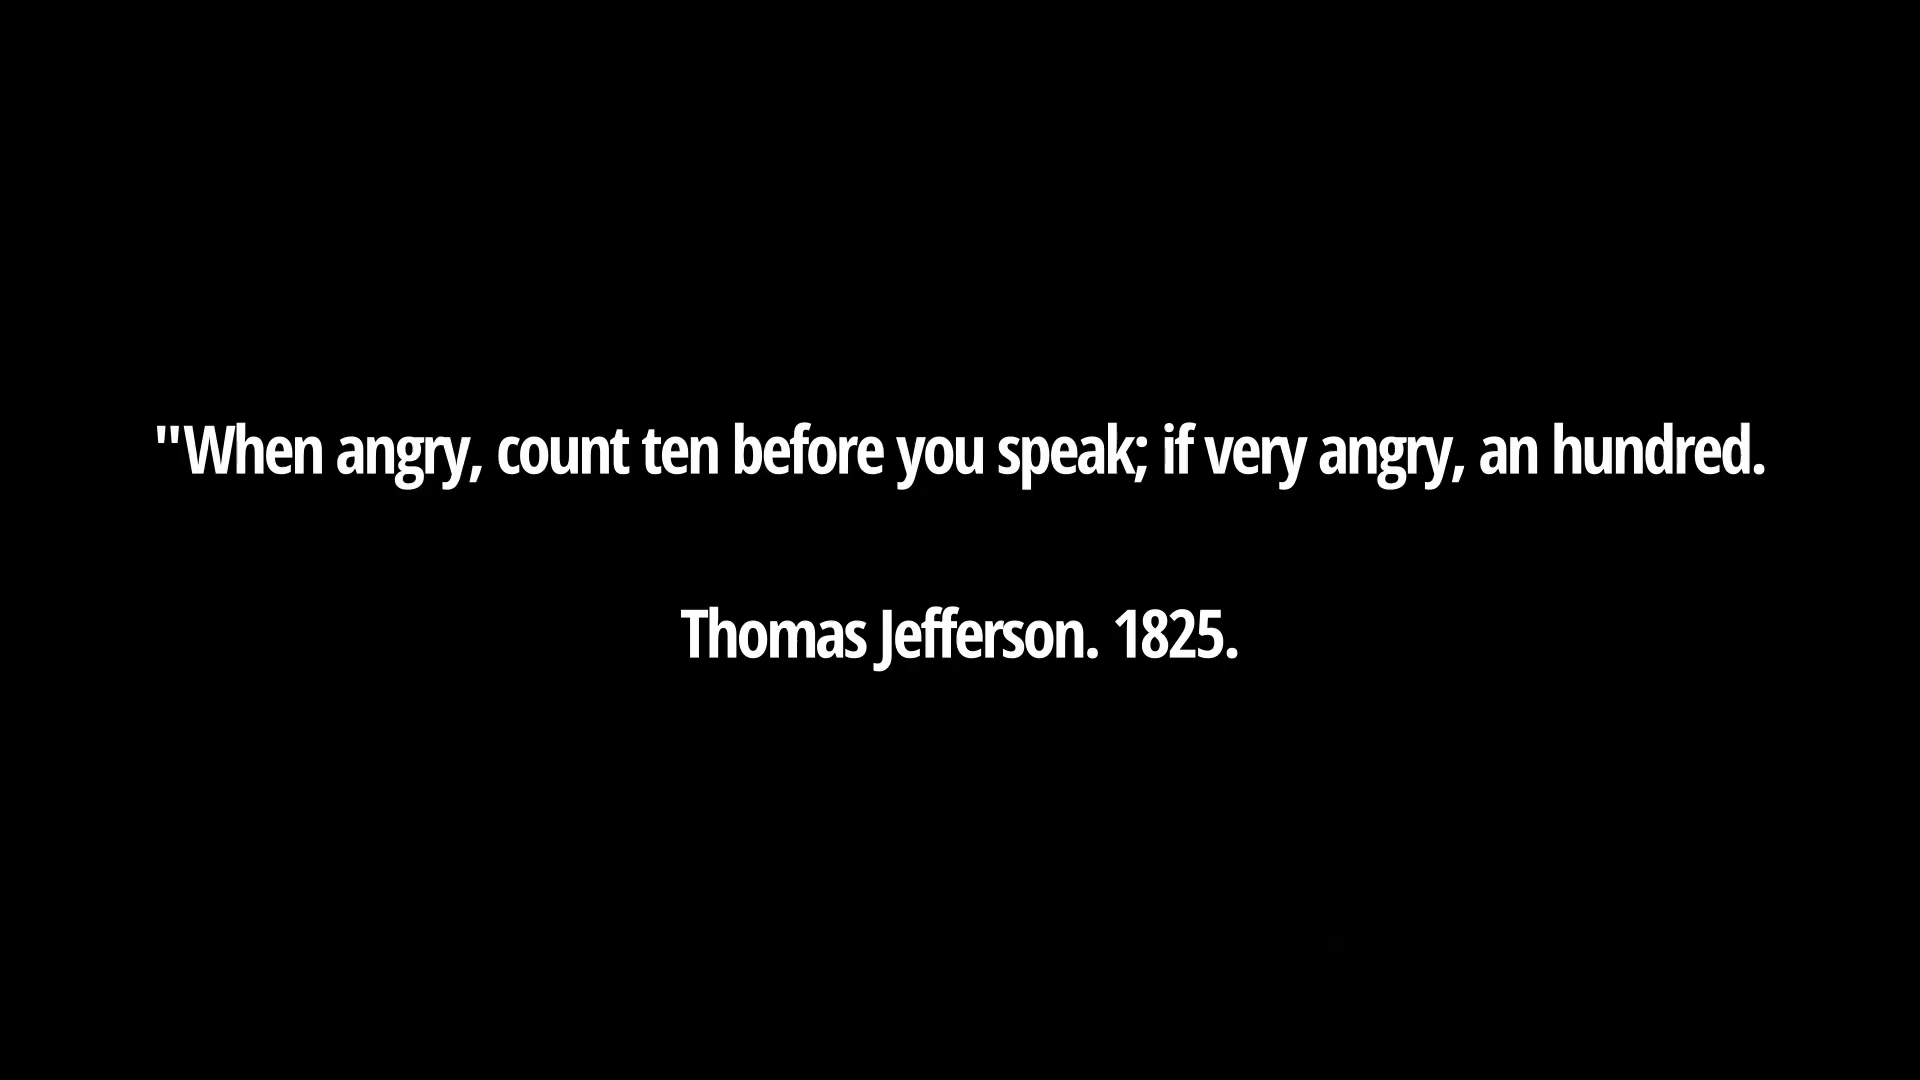 "When angry, count ten before you speak; if very angry, an hundred.
Thomas Jefferson. 1825.